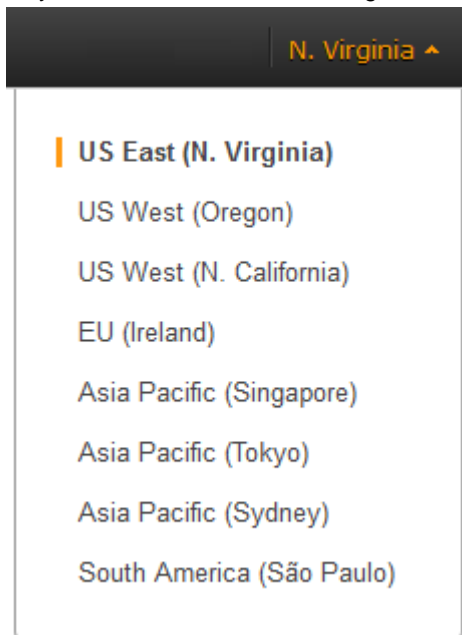 N. Virginia
US East (N. Virginia)
US West (Oregon)
US West (N. California)
EU (Ireland)
Asia Pacific (Singapore)
Asia Pacific (Tokyo)
Asia Pacific (Sydney)
South America (São Paulo)